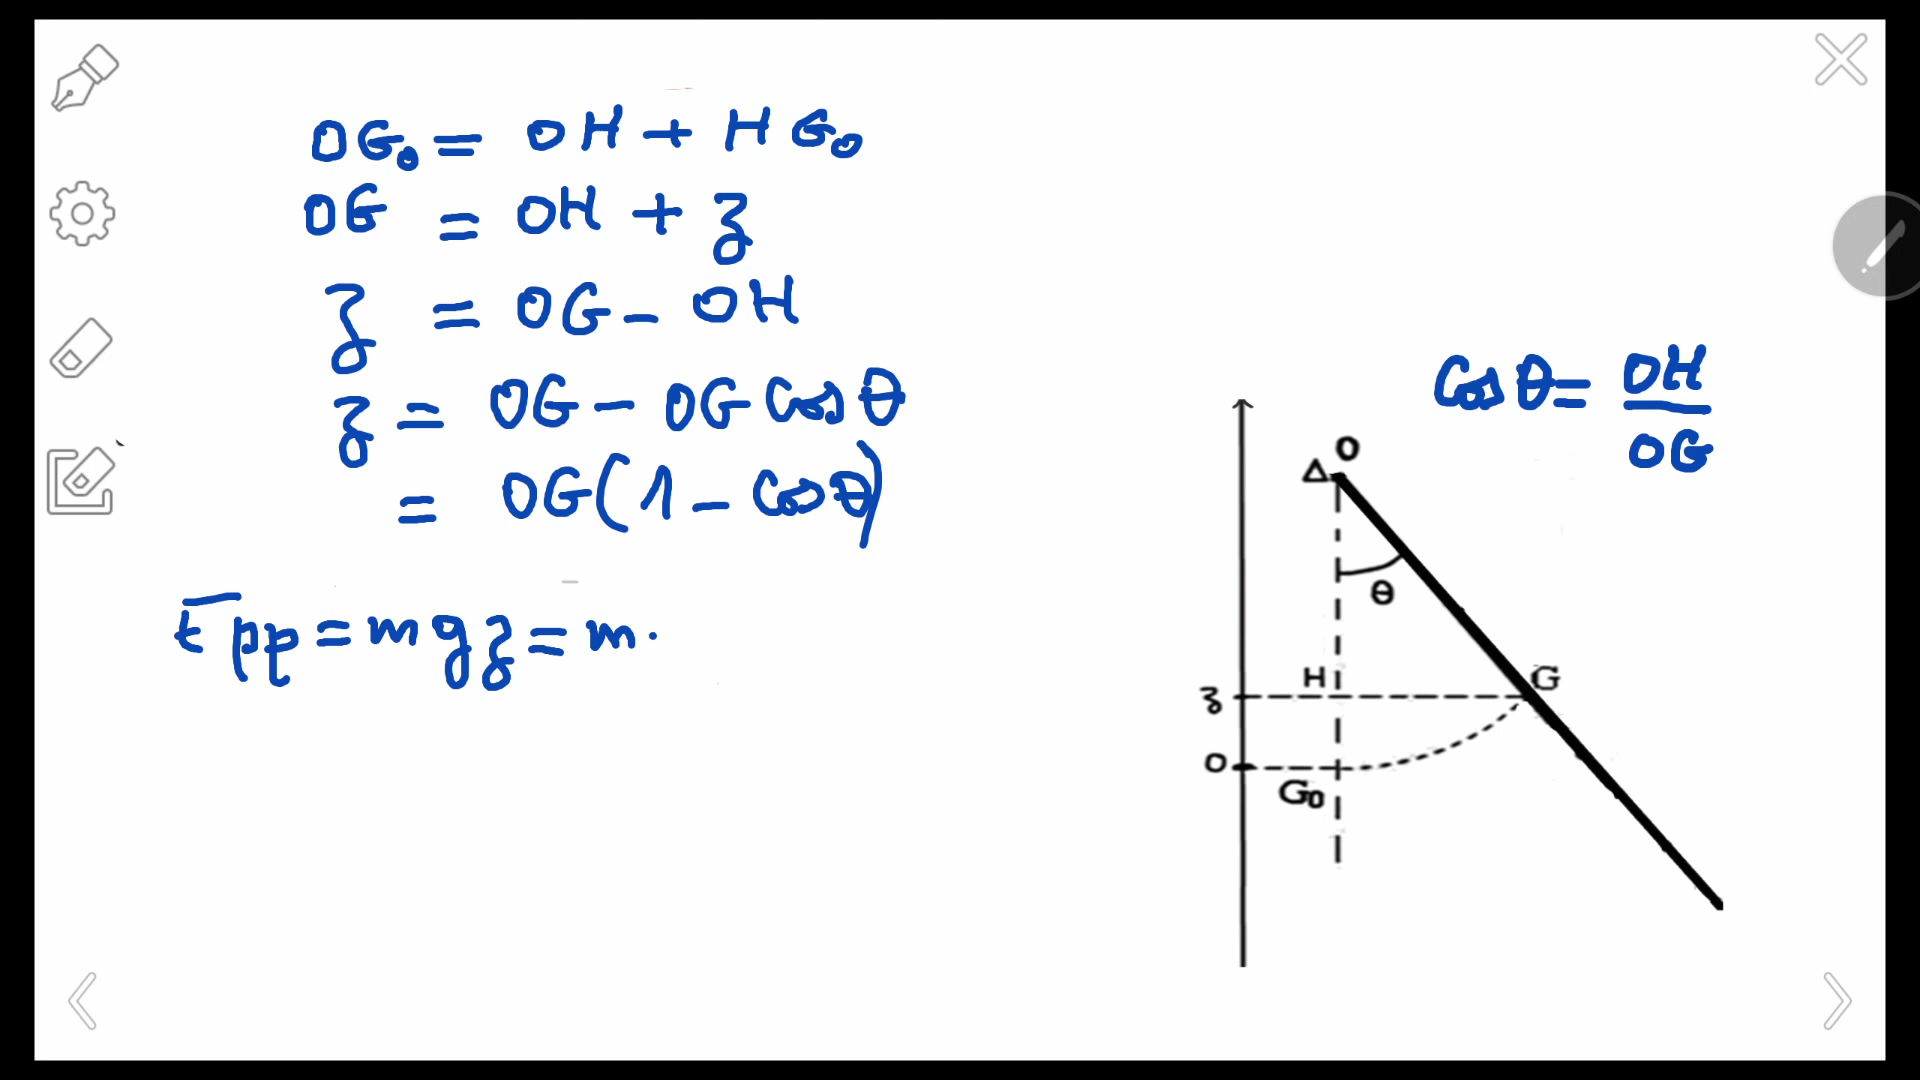 OG₀ = OH + HG₀
OG = OH + z
z = OG - OH
z = OG - OG Cos θ
= OG(1 - Cos θ)
Epp = mgz = m.
Cos θ = OH / OG
O
Δ
θ
H
G
z
0
G₀